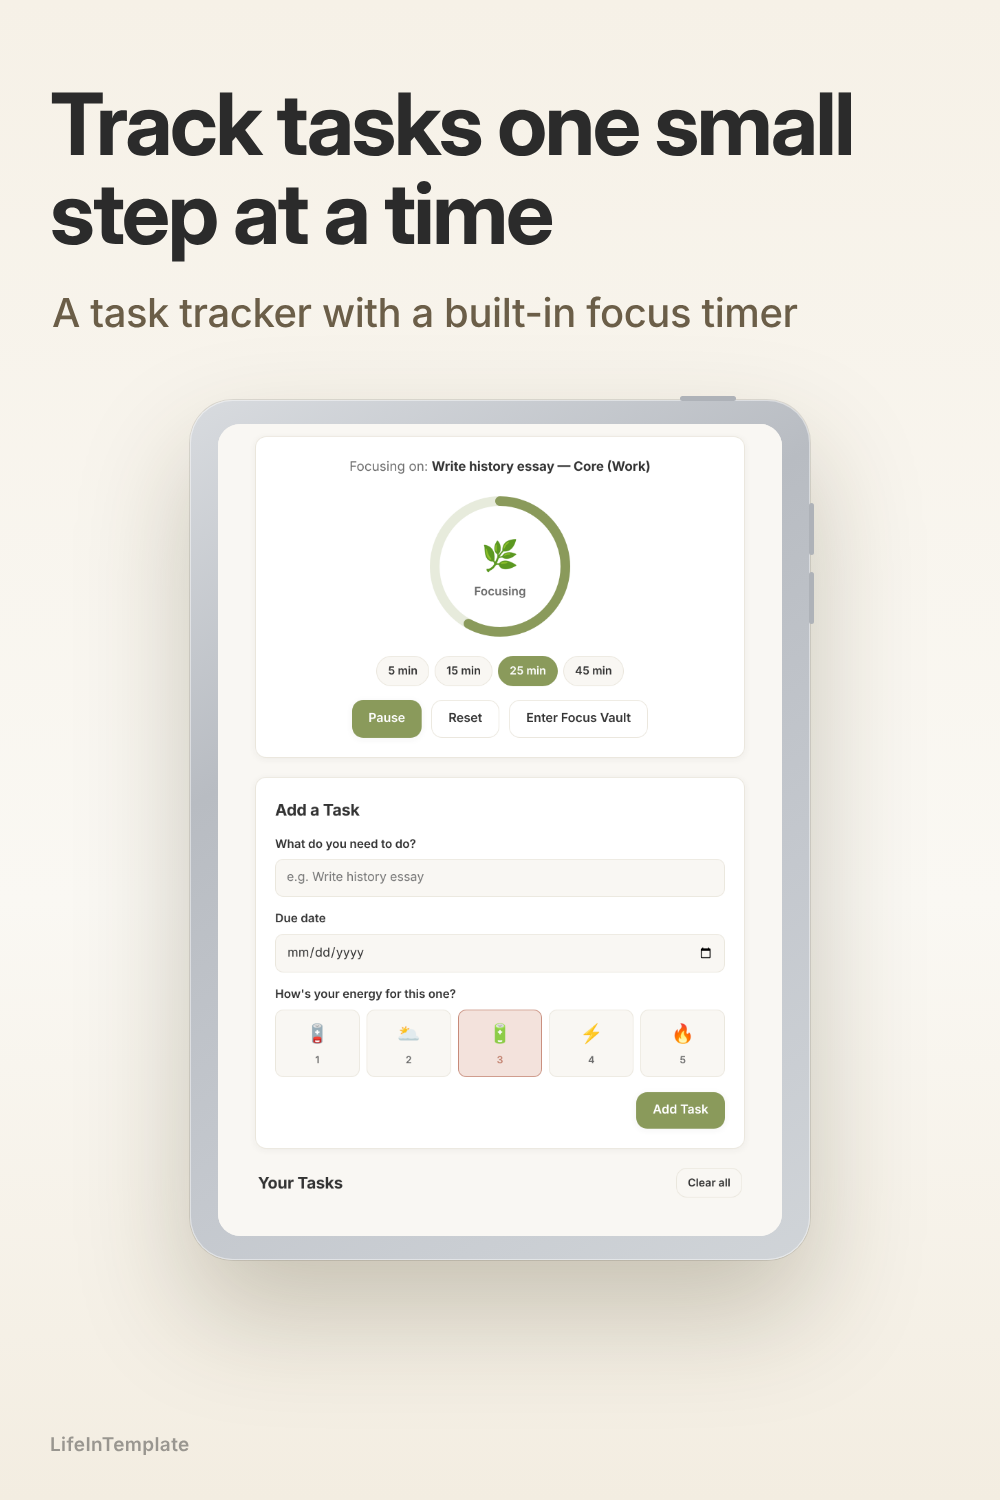 Track tasks one small
step at a time
A task tracker with a built-in focus timer
Focusing on: Write history essay — Core (Work)
Focusing
5 min 15 min 25 min 45 min
Pause Reset Enter Focus Vault
Add a Task
What do you need to do?
e.g. Write history essay
Due date
mm/dd/yyyy
How's your energy for this one?
1 2 3 4 5
Add Task
Your Tasks Clear all
LifeInTemplate